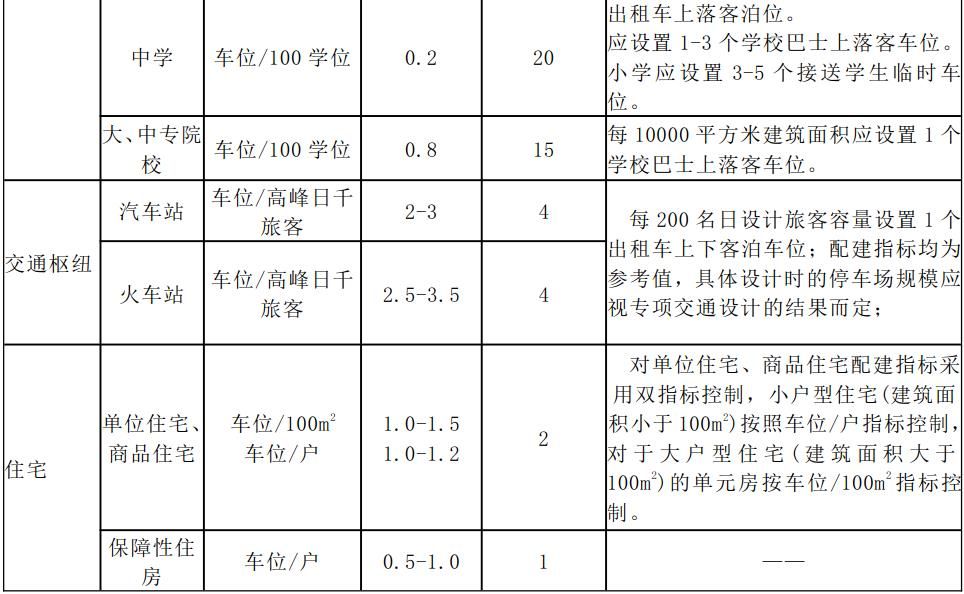 出租车上落客泊位。
应设置 1-3 个学校巴士上落客车位。
小学应设置 3-5 个接送学生临时车
位。
中学
车位/100 学位
0.2
20
大、中专院
校
车位/100 学位
0.8
15
每 10000 平方米建筑面积应设置 1 个
学校巴士上落客车位。
交通枢纽
汽车站
车位/高峰日千
旅客
2-3
4
每 200 名日设计旅客容量设置 1 个
出租车上下客泊车位；配建指标均为
参考值，具体设计时的停车场规模应
视专项交通设计的结果而定；
火车站
车位/高峰日千
旅客
2.5-3.5
4
住宅
单位住宅、
商品住宅
车位/100m²
车位/户
1.0-1.5
1.0-1.2
2
对单位住宅、商品住宅配建指标采
用双指标控制，小户型住宅(建筑面
积小于 100m²)按照车位/户指标控制，
对于大户型住宅(建筑面积大于
100m²)的单元房按车位/100m² 指标控
制。
保障性住
房
车位/户
0.5-1.0
1
——